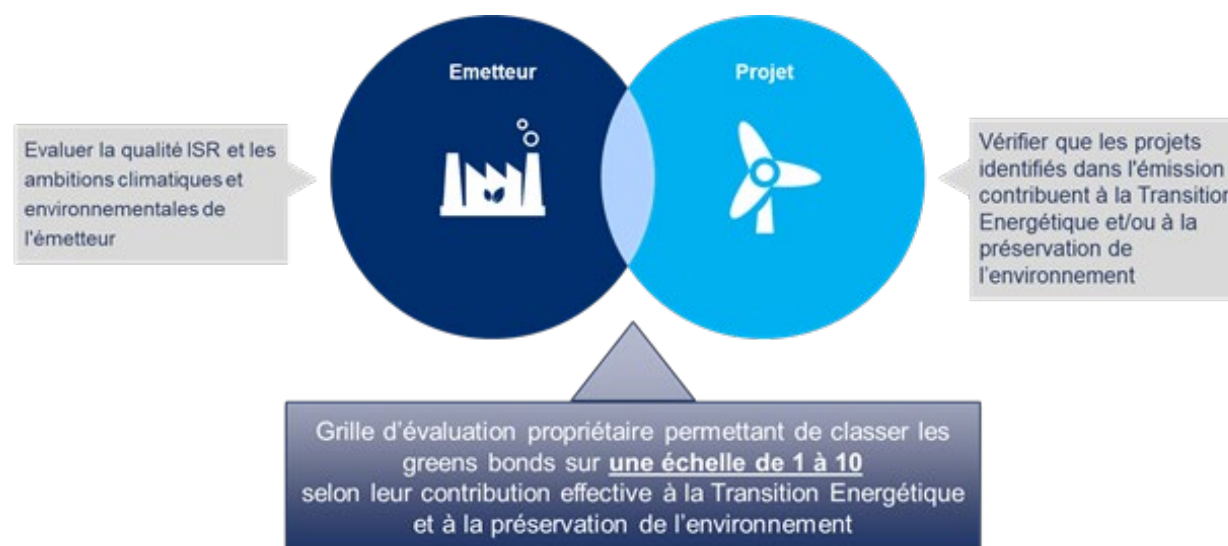 Emetteur
Projet
Evaluer la qualité ISR et les
ambitions climatiques et
environnementales de
l'émetteur
Vérifier que les projets
identifiés dans l'émission
contribuent à la Transition
Energétique et/ou à la
préservation de
l'environnement
Grille d'évaluation propriétaire permettant de classer les
greens bonds sur une échelle de 1 à 10
selon leur contribution effective à la Transition Energétique
et à la préservation de l'environnement